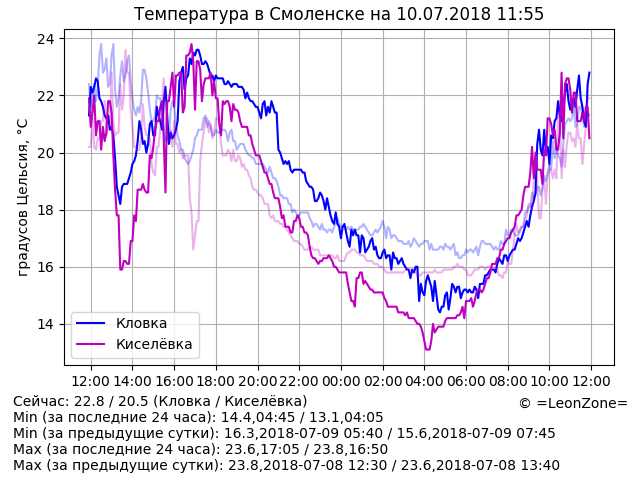 Температура в Смоленске на 10.07.2018 11:55
градусов Цельсия, °C
24
22
20
18
16
14
Кловка
Киселёвка
12:00 14:00 16:00 18:00 20:00 22:00 00:00 02:00 04:00 06:00 08:00 10:00 12:00
Сейчас: 22.8 / 20.5 (Кловка / Киселёвка)
© =LeonZone=
Min (за последние 24 часа): 14.4,04:45 / 13.1,04:05
Min (за предыдущие сутки): 16.3,2018-07-09 05:40 / 15.6,2018-07-09 07:45
Max (за последние 24 часа): 23.6,17:05 / 23.8,16:50
Max (за предыдущие сутки): 23.8,2018-07-08 12:30 / 23.6,2018-07-08 13:40